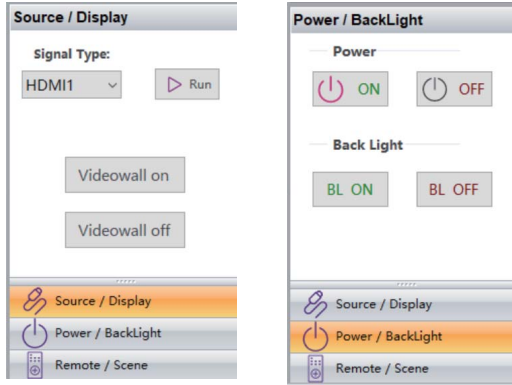 Source / Display
Signal Type:
HDMI1
Run
Videowall on
Videowall off
Source / Display
Power / BackLight
Remote / Scene
Power / BackLight
Power
ON
OFF
Back Light
BL ON
BL OFF
Source / Display
Power / BackLight
Remote / Scene